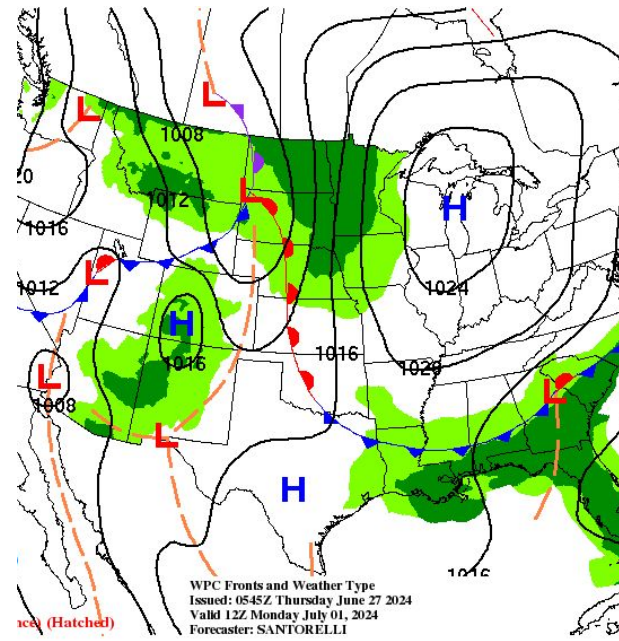 L
L
1008
L
H
1012
20
1016
L
1012
1024
H
1016
1016
1020
L
L
1008
L
H
1016
WPC Fronts and Weather Type
Issued: 0545Z Thursday June 27 2024
Valid 12Z Monday July 01, 2024
Forecaster: SANTORELLI
nce) (Hatched)